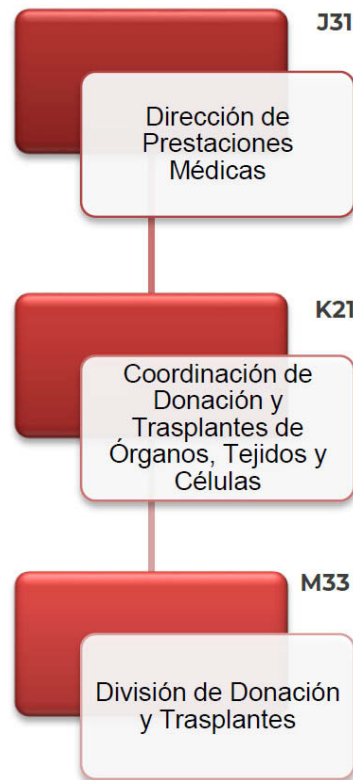 J31
Dirección de
Prestaciones
Médicas
K21
Coordinación de
Donación y
Trasplantes de
Órganos, Tejidos y
Células
M33
División de Donación
y Trasplantes